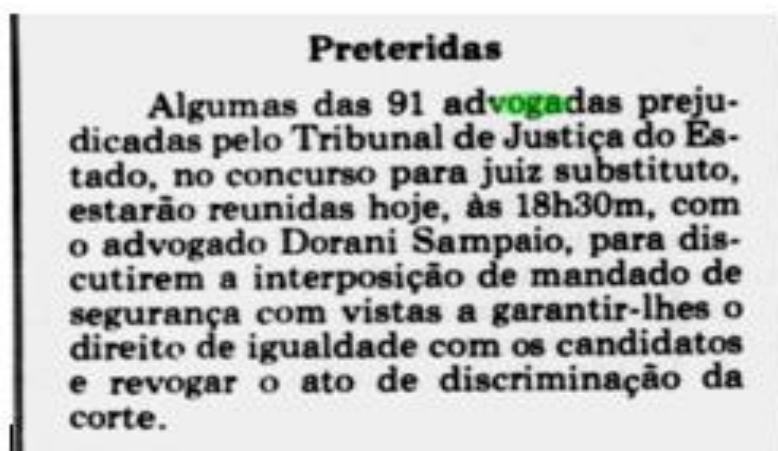 Preteridas
Algumas das 91 advogadas preju-
dicadas pelo Tribunal de Justiça do Es-
tado, no concurso para juiz substituto,
estarão reunidas hoje, às 18h30m, com
o advogado Dorani Sampaio, para dis-
cutirem a interposição de mandado de
segurança com vistas a garantir-lhes o
direito de igualdade com os candidatos
e revogar o ato de discriminação da
corte.